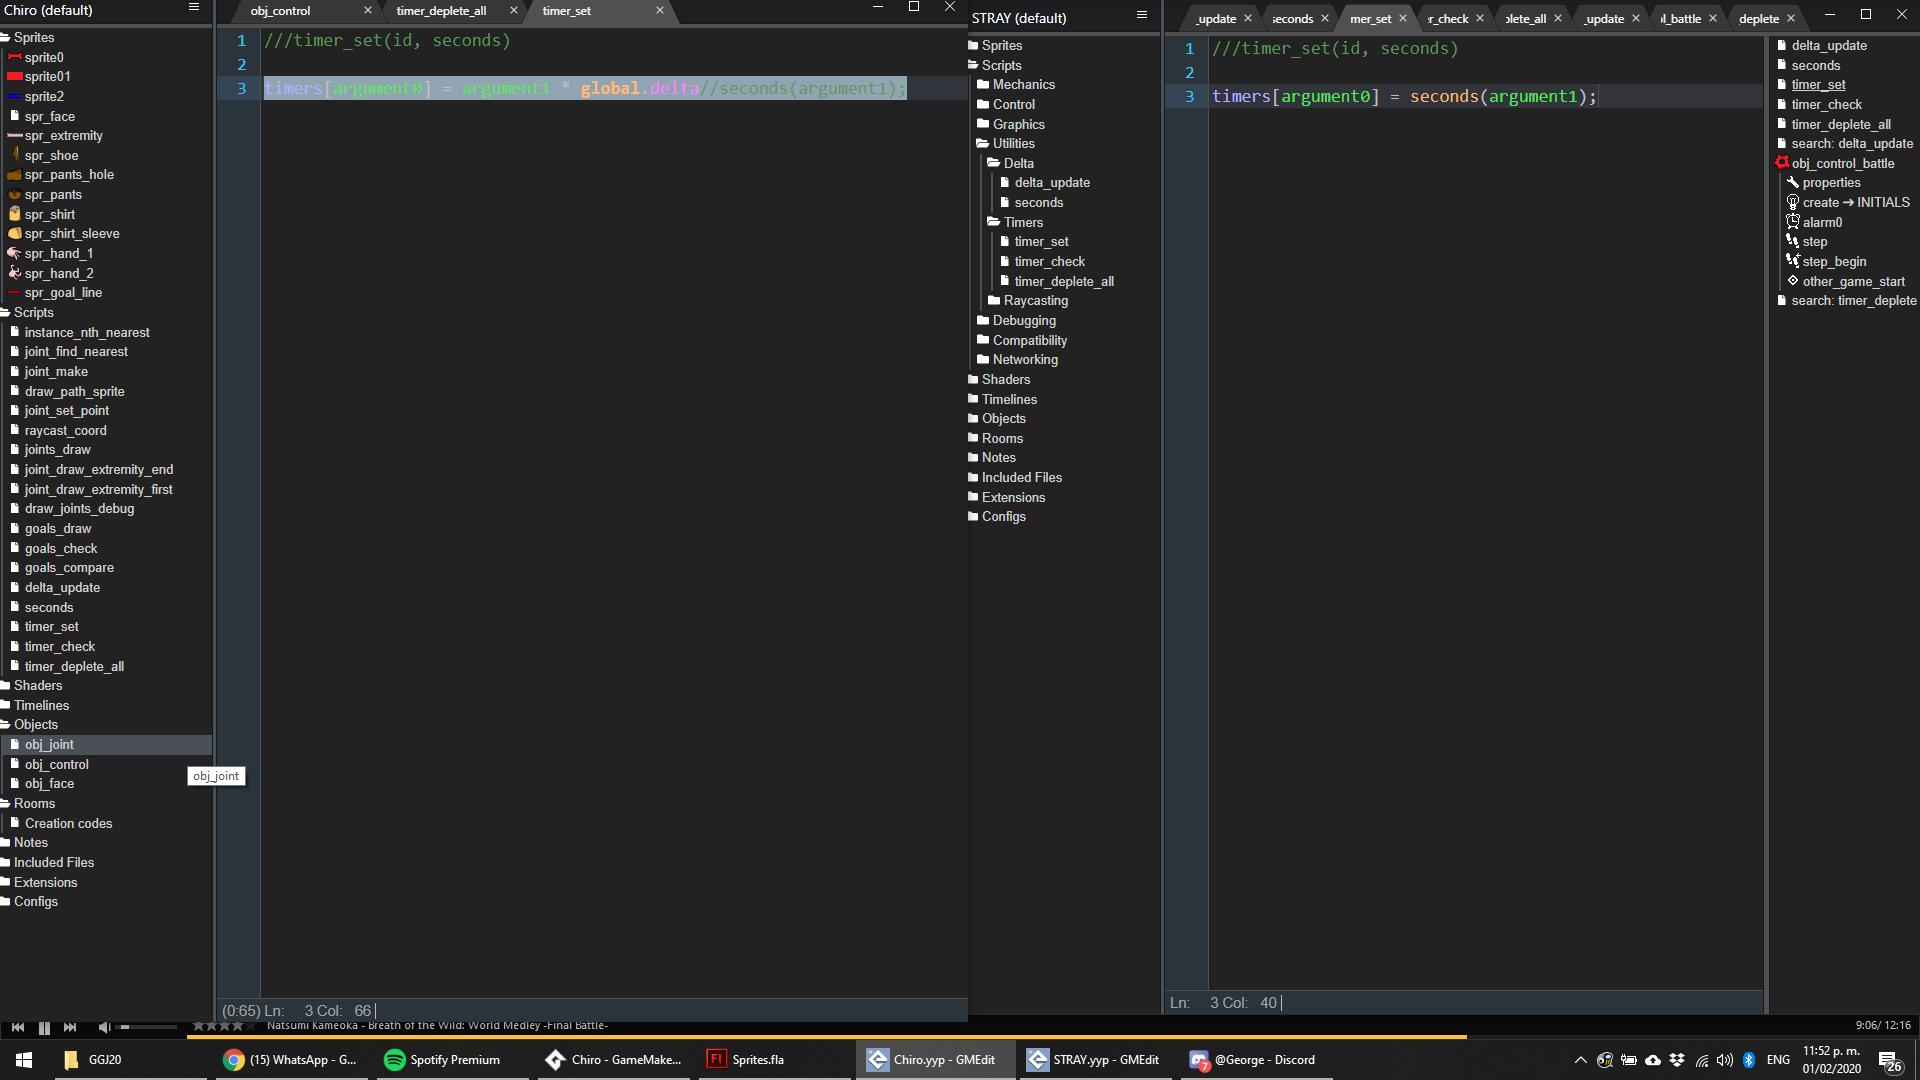 Chiro (default)
Sprites
sprite0
sprite01
sprite2
spr_face
spr_extremity
spr_shoe
spr_pants_hole
spr_pants
spr_shirt
spr_shirt_sleeve
spr_hand_1
spr_hand_2
spr_goal_line
Scripts
instance_nth_nearest
joint_find_nearest
joint_make
draw_path_sprite
joint_set_point
raycast_coord
joints_draw
joint_draw_extremity_end
joint_draw_extremity_first
draw_joints_debug
goals_draw
goals_check
goals_compare
delta_update
seconds
timer_set
timer_check
timer_deplete_all
Shaders
Timelines
Objects
obj_joint
obj_control
obj_face
Rooms
Creation codes
Notes
Included Files
Extensions
Configs
obj_joint
obj_control × timer_deplete_all × timer_set ×
1 ///timer_set(id, seconds)
2
3 timers[argument0] = argument1 * global.delta//seconds(argument1);
(0:65) Ln: 3 Col: 66
STRAY (default)
Sprites
Scripts
Mechanics
Control
Graphics
Utilities
Delta
delta_update
seconds
Timers
timer_set
timer_check
timer_deplete_all
Raycasting
Debugging
Compatibility
Networking
Shaders
Timelines
Objects
Rooms
Notes
Included Files
Extensions
Configs
_update × seconds × mer_set × r_check × plete_all × _update × l_battle × deplete ×
1 ///timer_set(id, seconds)
2
3 timers[argument0] = seconds(argument1);
Ln: 3 Col: 40
delta_update
seconds
timer_set
timer_check
timer_deplete_all
search: delta_update
obj_control_battle
properties
create → INITIALS
alarm0
step
step_begin
other_game_start
search: timer_deplete
Natsumi Kameoka - Breath of the Wild: World Medley -Final Battle-
9:06/ 12:16
GGJ20
(15) WhatsApp - G...
Spotify Premium
Chiro - GameMake...
Fl Sprites.fla
Chiro.yyp - GMEdit
STRAY.yyp - GMEdit
7 @George - Discord
ENG
11:52 p. m.
01/02/2020
26